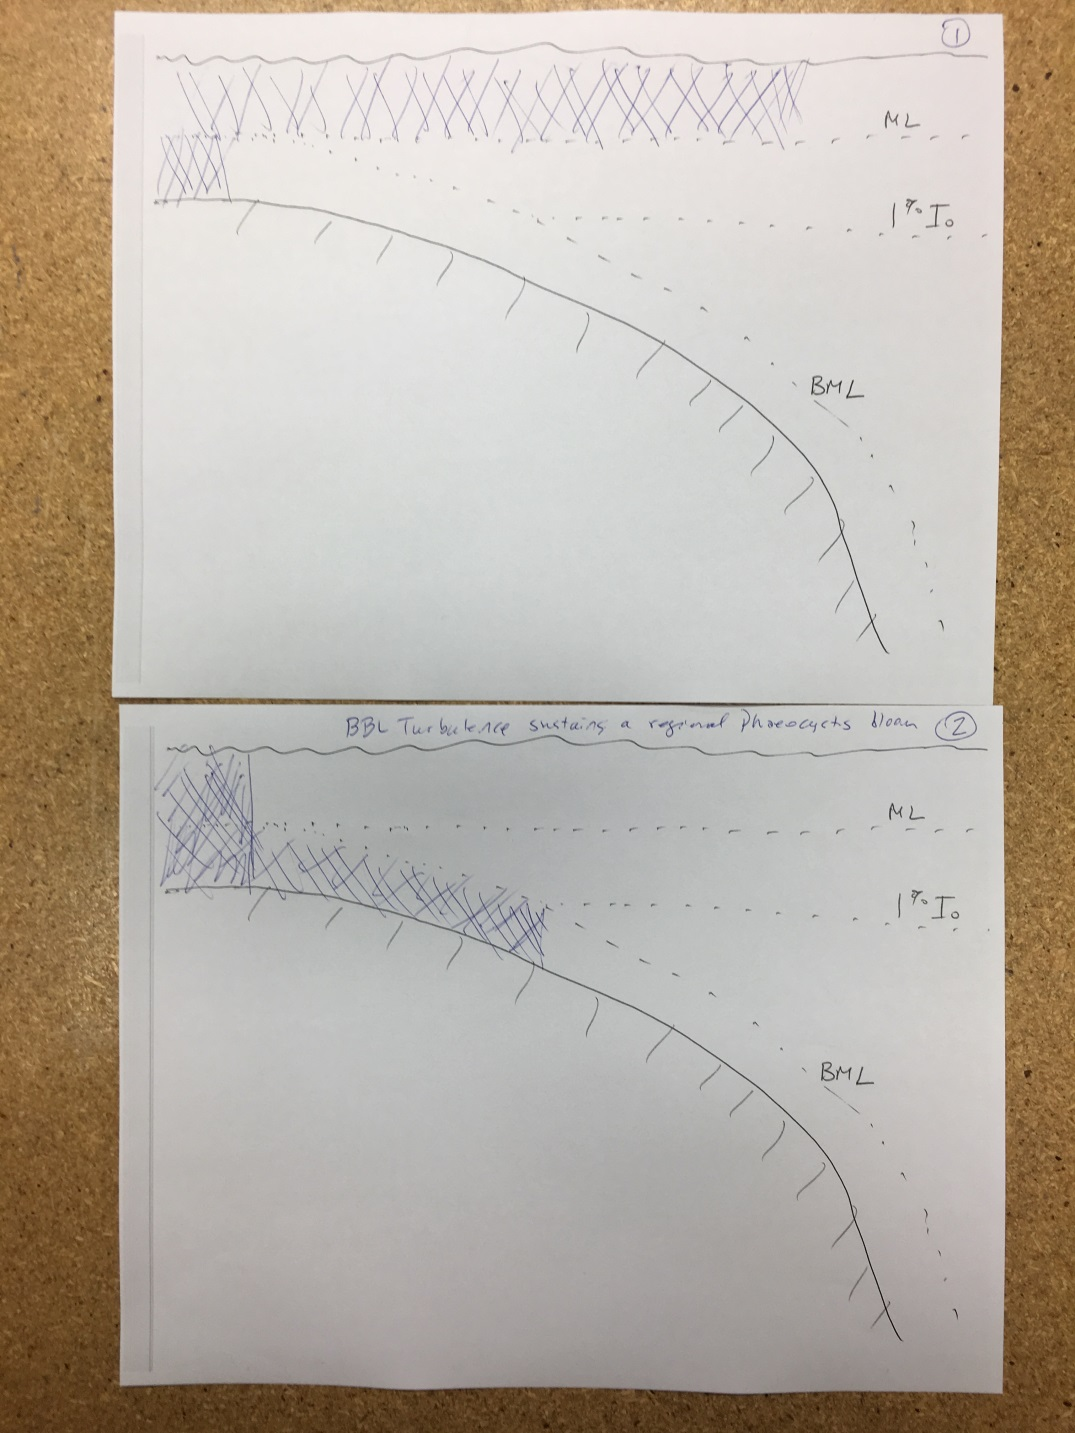 1
ML
1% I₀
BML
BBL Turbulence sustains a regional Phaeocystis bloom 2
ML
1% I₀
BML